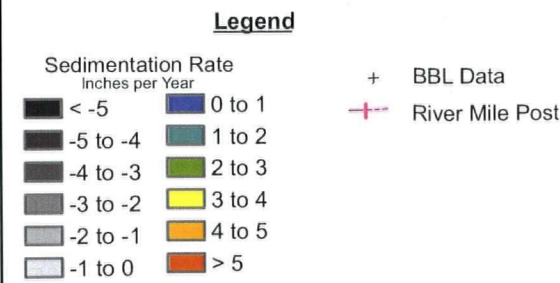 Legend
Sedimentation Rate
Inches per Year
< -5
-5 to -4
-4 to -3
-3 to -2
-2 to -1
-1 to 0
0 to 1
1 to 2
2 to 3
3 to 4
4 to 5
> 5
+ BBL Data
River Mile Post